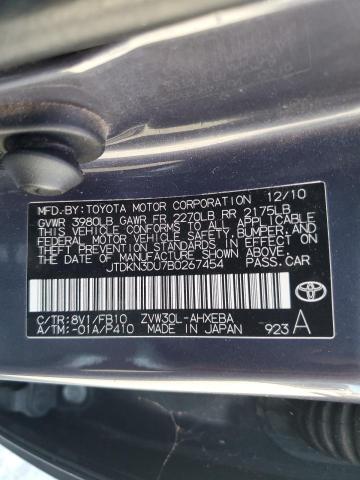 MFD.BY:TOYOTA MOTOR CORPORATION 12/10
GVWR 3980LB GAWR FR 2270LB RR 2175LB
THIS VEHICLE CONFORMS TO ALL APPLICABLE
FEDERAL MOTOR VEHICLE SAFETY, BUMPER,
AND THEFT PREVENTION STANDARDS IN EFFECT ON
THE DATE OF MANUFACTURE SHOWN ABOVE.
JTDKN3DU7B0267454 PASS.CAR
C/TR:8V1/FB10 ZVW30L-AHXEBA
A/TM:-01A/P410 MADE IN JAPAN 923 A